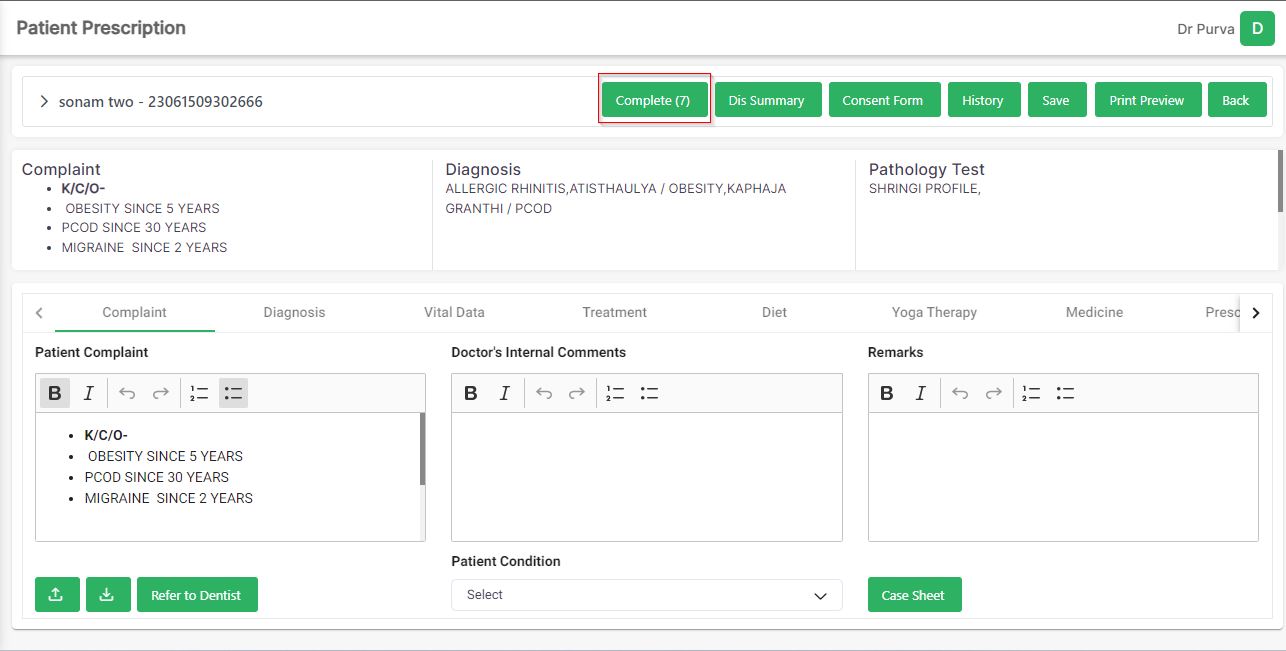 Patient Prescription
Dr Purva D
sonam two - 23061509302666
Complete (7) Dis Summary Consent Form History Save Print Preview Back
Complaint
K/C/O-
OBESITY SINCE 5 YEARS
PCOD SINCE 30 YEARS
MIGRAINE SINCE 2 YEARS
Diagnosis
ALLERGIC RHINITIS,ATISTHAULYA / OBESITY,KAPHAJA
GRANTHI / PCOD
Pathology Test
SHRINGI PROFILE,
Complaint Diagnosis Vital Data Treatment Diet Yoga Therapy Medicine Presc
Patient Complaint
B I
K/C/O-
OBESITY SINCE 5 YEARS
PCOD SINCE 30 YEARS
MIGRAINE SINCE 2 YEARS
Refer to Dentist
Doctor's Internal Comments
B I
Patient Condition
Select
Remarks
B I
Case Sheet